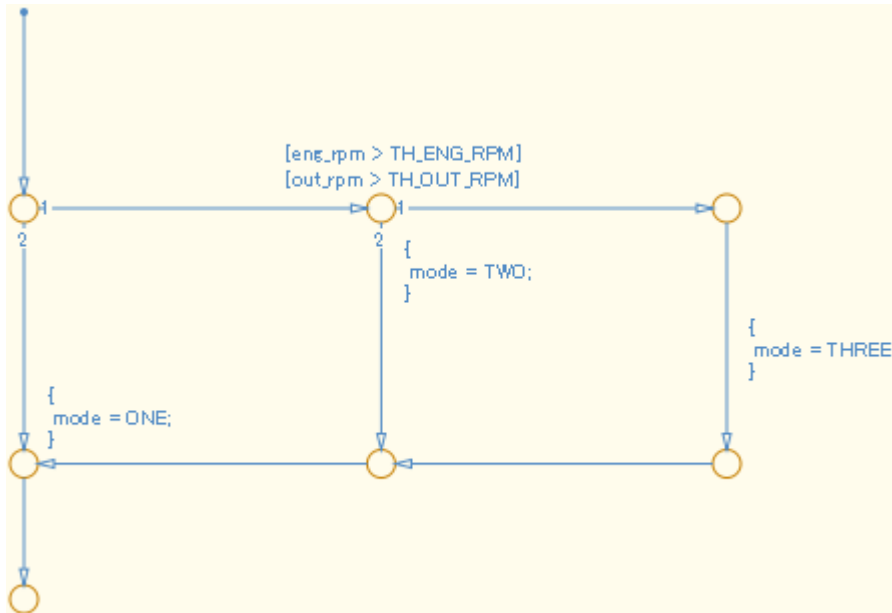 [eng_rpm > TH_ENG_RPM]
[out_rpm > TH_OUT_RPM]
1
1
2
2
{
mode = TWO;
}
{
mode = THREE
}
{
mode = ONE;
}